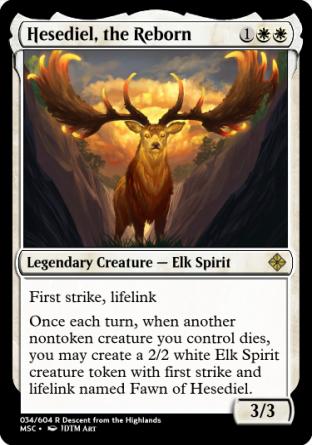 Hesediel, the Reborn 1
Legendary Creature — Elk Spirit
First strike, lifelink
Once each turn, when another
nontoken creature you control dies,
you may create a 2/2 white Elk Spirit
creature token with first strike and
lifelink named Fawn of Hesediel.
3/3
034/604 R Descent from the Highlands
MSC • !DTM Art